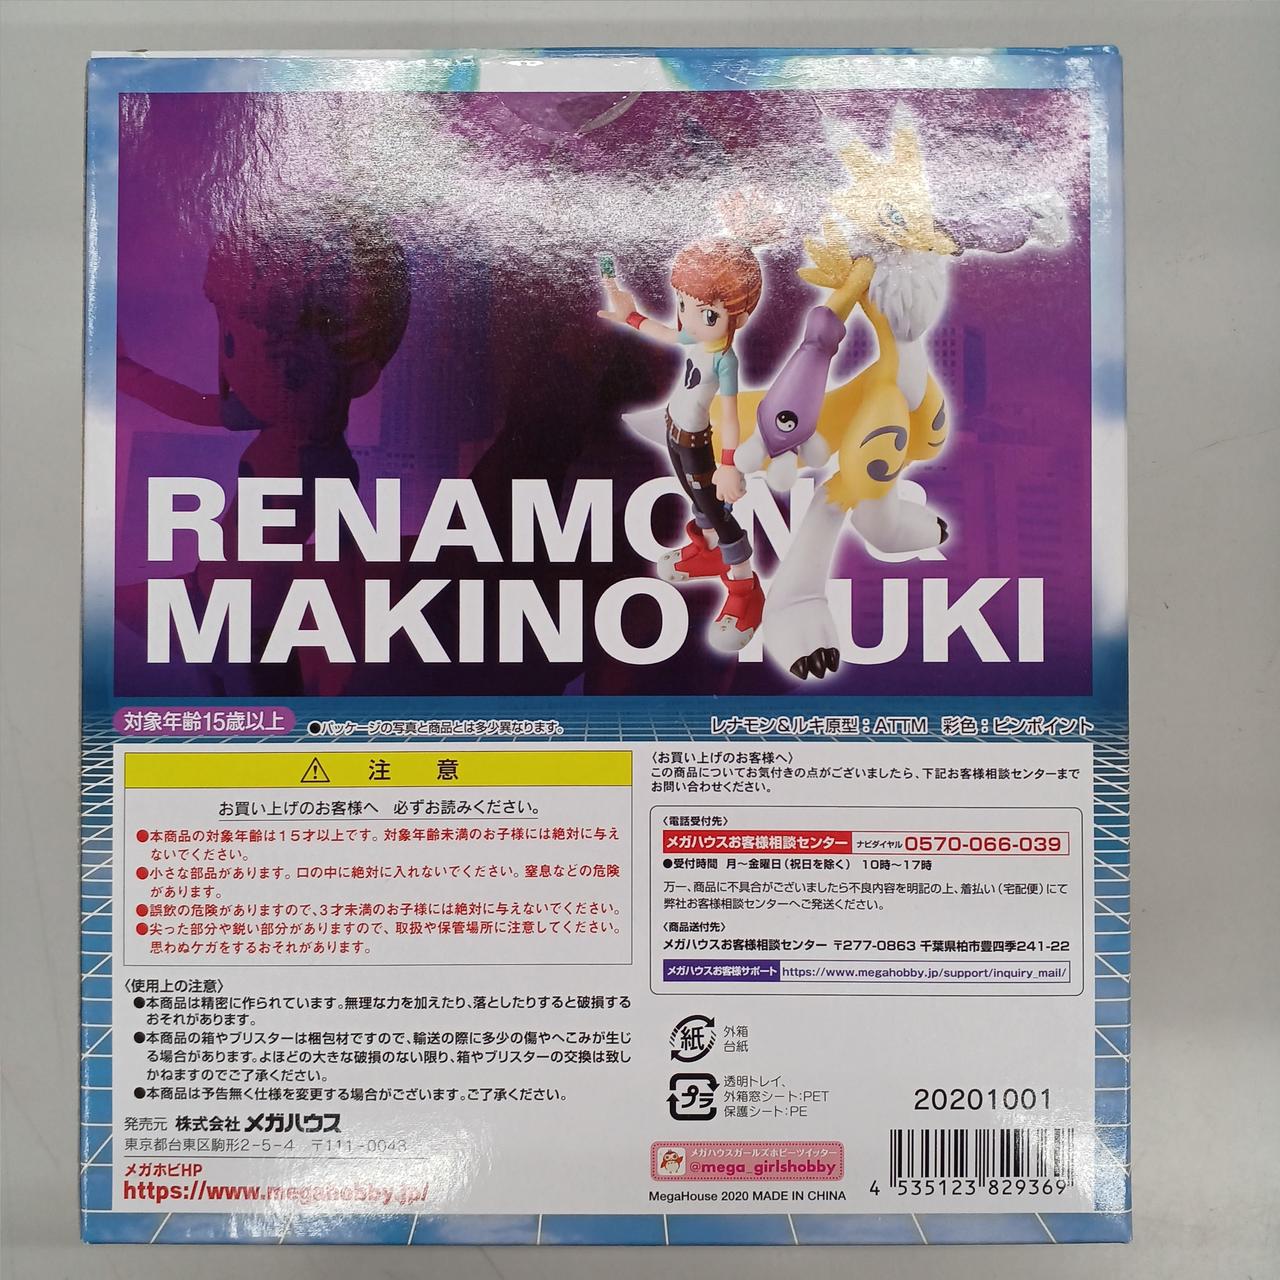 RENAMON &
MAKINO RUKI
対象年齢15歳以上
●パッケージの写真と商品とは多少異なります。
レナモン&ルキ原型：ATTM 彩色：ピンポイント
⚠ 注 意
お買い上げのお客様へ 必ずお読みください。
●本商品の対象年齢は15才以上です。対象年齢未満のお子様には絶対に与え
ないでください。
●小さな部品があります。口の中に絶対に入れないでください。窒息などの危険
があります。
●誤飲の危険がありますので、3才未満のお子様には絶対に与えないでください。
●尖った部分や鋭い部分がありますので、取扱や保管場所に注意してください。
思わぬケガをするおそれがあります。
〈使用上の注意〉
●本商品は精密に作られています。無理な力を加えたり、落としたりすると破損する
おそれがあります。
●本商品の箱やブリスターは梱包材ですので、輸送の際に多少の傷やへこみが生じ
る場合があります。よほどの大きな破損のない限り、箱やブリスターの交換は致し
かねますのでご了承ください。
●本商品は予告無く仕様を変更する場合がございます。ご了承ください。
発売元 株式会社メガハウス
東京都台東区駒形2-5-4 〒111-0043
メガホビHP
https://www.megahobby.jp/
〈お買い上げのお客様へ〉
この商品についてお気付きの点がございましたら、下記お客様相談センターまで
お問い合わせください。
〈電話受付先〉
メガハウスお客様相談センター ナビダイヤル 0570-066-039
●受付時間 月～金曜日（祝日を除く） 10時～17時
万一、商品に不具合がございましたら不良内容を明記の上、着払い（宅配便）にて
弊社お客様相談センターへご発送ください。
〈商品送付先〉
メガハウスお客様相談センター 〒277-0863 千葉県柏市豊四季241-22
メガハウスお客様サポート https://www.megahobby.jp/support/inquiry_mail/
紙 外箱
台紙
プラ 透明トレイ、
外箱窓シート：PET
保護シート：PE
20201001
メガハウスガールズホビーツイッター
@mega_girlshobby
MegaHouse 2020 MADE IN CHINA
4 535123 829369